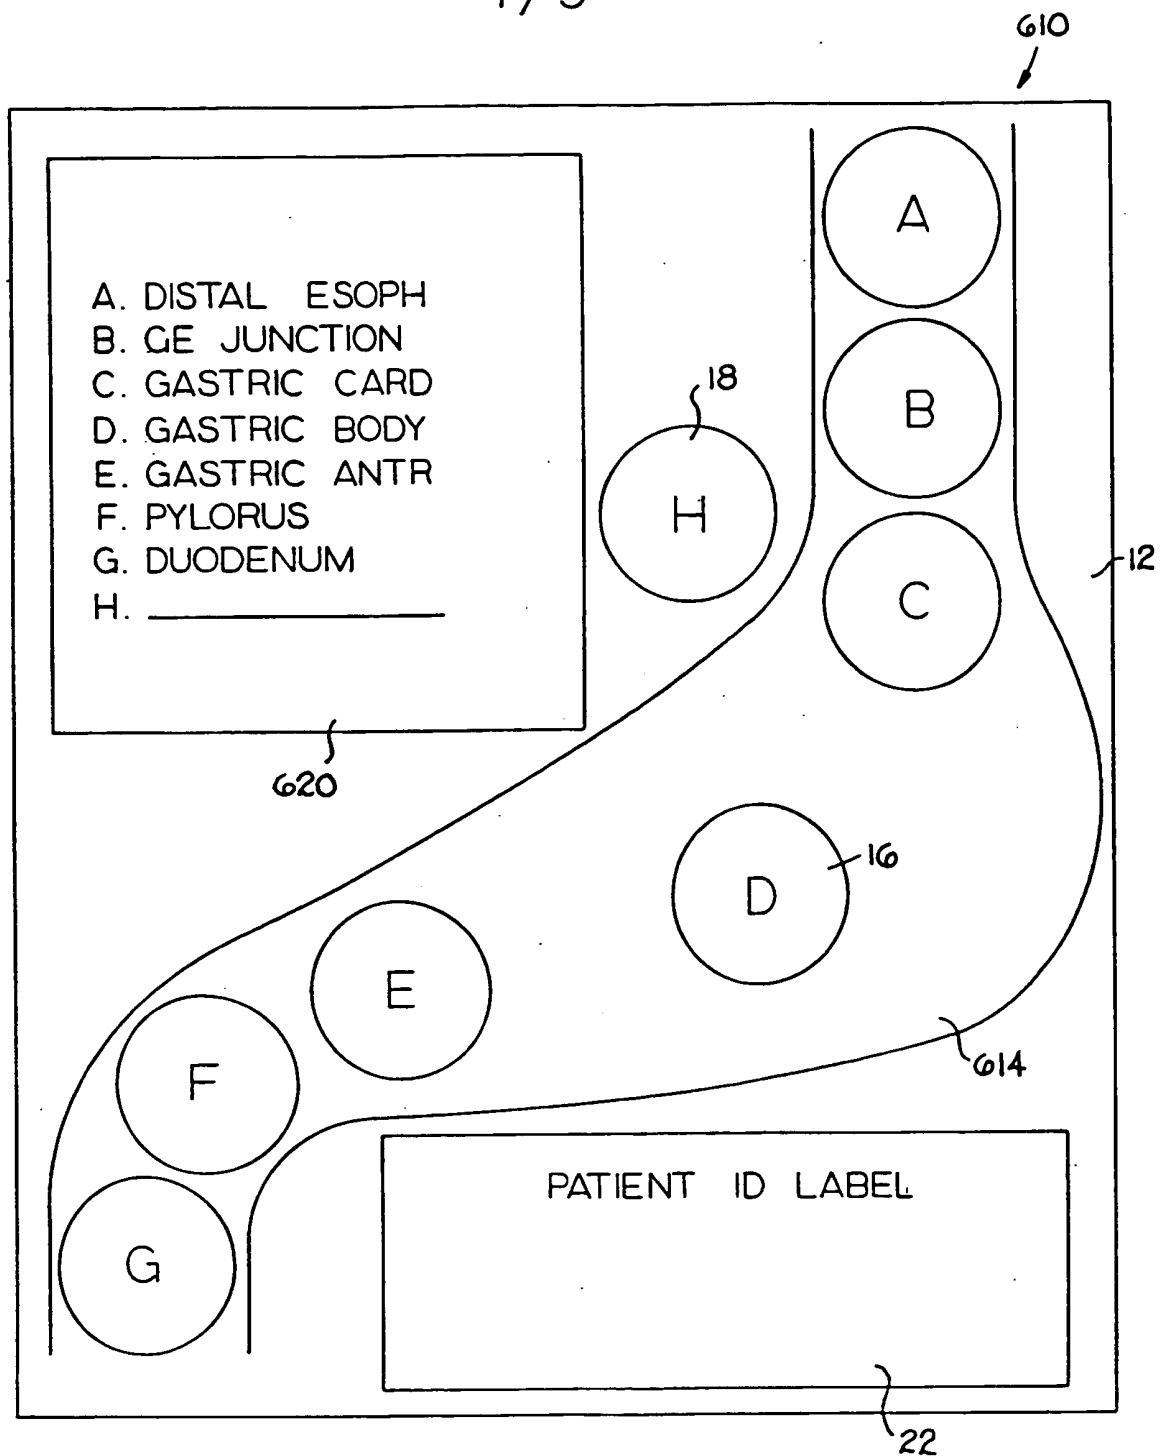 610
A
A. DISTAL ESOPH
B. GE JUNCTION
C. GASTRIC CARD
D. GASTRIC BODY
E. GASTRIC ANTR
F. PYLORUS
G. DUODENUM
H. ____________
18
B
H
12
C
620
16
D
E
614
F
PATIENT ID LABEL
G
22